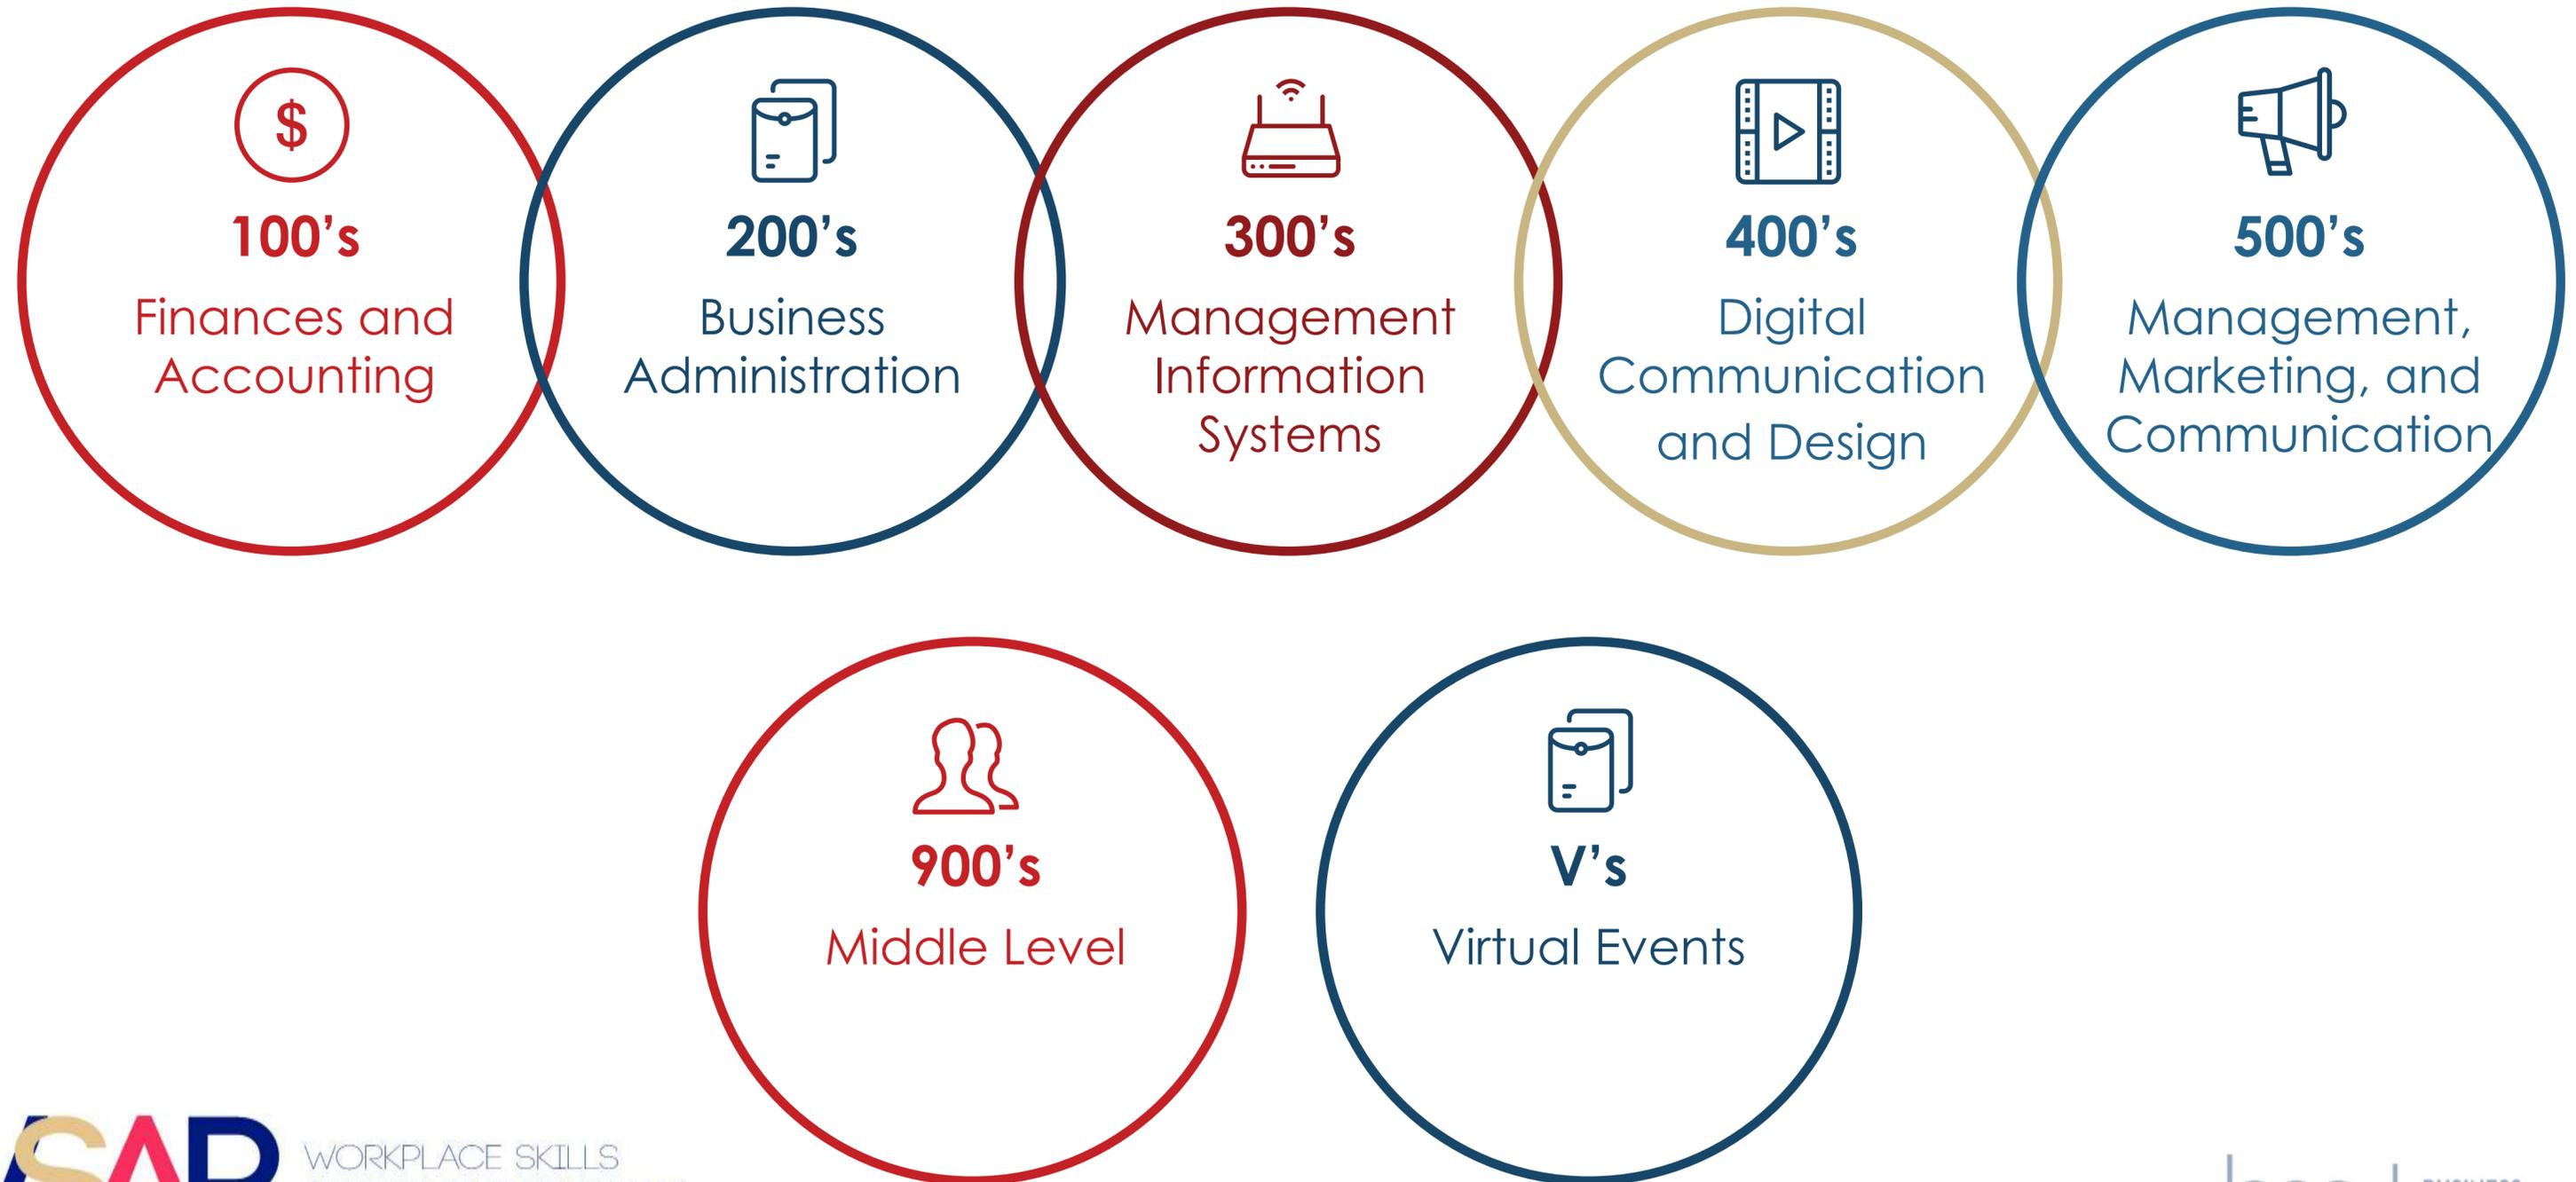 $
100’s
Finances and
Accounting
200’s
Business
Administration
300’s
Management
Information
Systems
400’s
Digital
Communication
and Design
500’s
Management,
Marketing, and
Communication
900’s
Middle Level
V’s
Virtual Events
WORKPLACE SKILLS